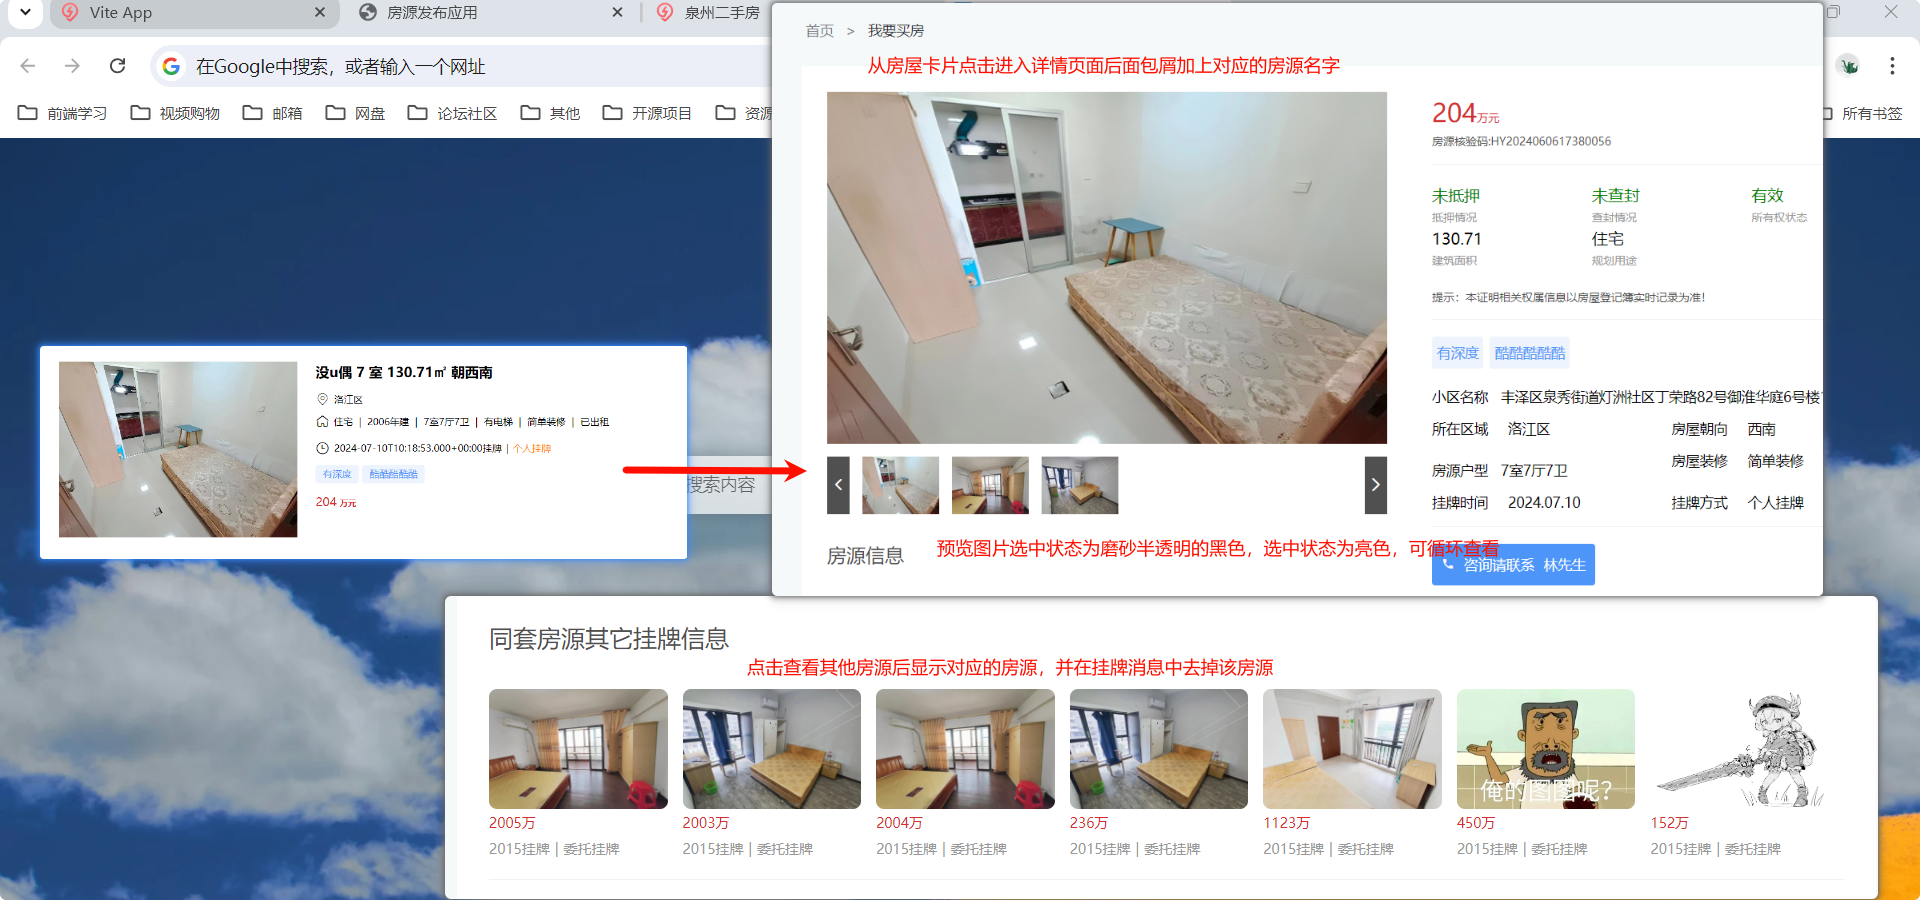 Vite App
房源发布应用
泉州二手房
在Google中搜索，或者输入一个网址
前端学习
视频购物
邮箱
网盘
论坛社区
其他
开源项目
资源
所有书签
首页 > 我要买房
从房屋卡片点击进入详情页面后面包屑加上对应的房源名字
204万元
房源核验码:HY2024060617380056
未抵押 未查封 有效
抵押情况 查封情况 所有权状态
130.71 住宅
建筑面积 规划用途
提示：本证明相关权属信息以房屋登记簿实时记录为准！
有深度 酷酷酷酷酷
小区名称 丰泽区泉秀街道灯洲社区丁荣路82号御淮华庭6号楼
所在区域 洛江区 房屋朝向 西南
房源户型 7室7厅7卫 房屋装修 简单装修
挂牌时间 2024.07.10 挂牌方式 个人挂牌
咨询请联系 林先生
房源信息
预览图片选中状态为磨砂半透明的黑色，选中状态为亮色，可循环查看
没u偶 7 室 130.71㎡ 朝西南
洛江区
住宅 | 2006年建 | 7室7厅7卫 | 有电梯 | 简单装修 | 已出租
2024-07-10T10:18:53.000+00:00挂牌 | 个人挂牌
有深度 酷酷酷酷酷
204 万元
搜索内容
同套房源其它挂牌信息
点击查看其他房源后显示对应的房源，并在挂牌消息中去掉该房源
俺的图图呢?
2005万 2003万 2004万 236万 1123万 450万 152万
2015挂牌 | 委托挂牌 2015挂牌 | 委托挂牌 2015挂牌 | 委托挂牌 2015挂牌 | 委托挂牌 2015挂牌 | 委托挂牌 2015挂牌 | 委托挂牌 2015挂牌 | 委托挂牌